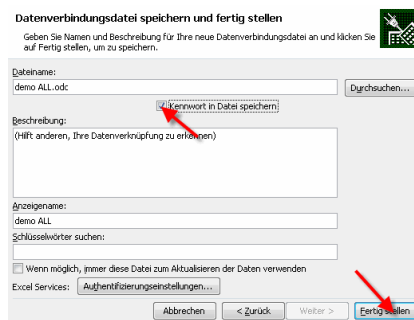 Datenverbindungsdatei speichern und fertig stellen
Geben Sie Namen und Beschreibung für Ihre neue Datenverbindungsdatei an und klicken Sie
auf Fertig stellen, um zu speichern.
Dateiname:
demo ALL.odc
Durchsuchen...
Kennwort in Datei speichern
Beschreibung:
(Hilft anderen, Ihre Datenverknüpfung zu erkennen)
Anzeigename:
demo ALL
Schlüsselwörter suchen:
Wenn möglich, immer diese Datei zum Aktualisieren der Daten verwenden
Excel Services: Authentifizierungseinstellungen...
Abbrechen < Zurück Weiter > Fertig stellen